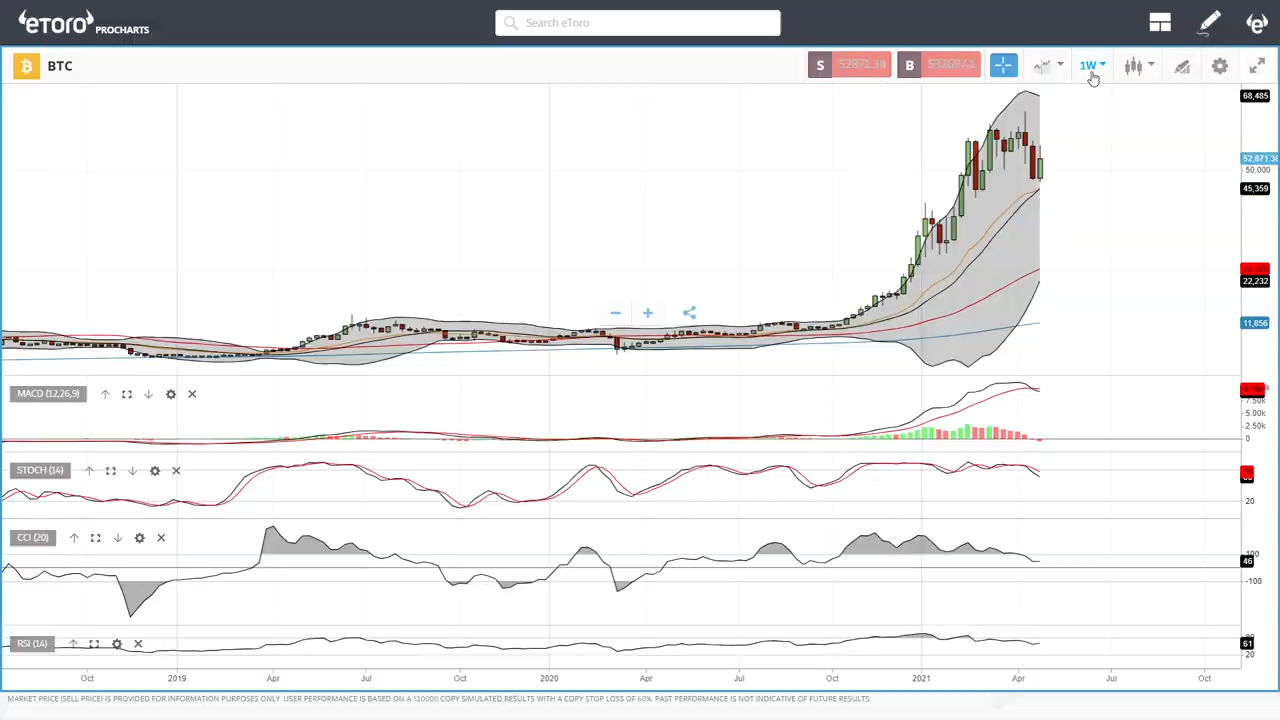 eToro PROCHARTS
Search eToro
BTC
S
B
1W
68,485
52,871.3
50,000
45,359
22,232
11,856
MACD (12,26,9)
7.50k
5.00k
2.50k
0
STOCH (14)
20
CCI (20)
100
46
-100
RSI (14)
61
20
Oct 2019 Apr Jul Oct 2020 Apr Jul Oct 2021 Apr Jul Oct
MARKET PRICE (SELL PRICE) IS PROVIDED FOR INFORMATION PURPOSES ONLY. USER PERFORMANCE IS BASED ON A $10000 COPY SIMULATED RESULTS WITH A COPY STOP LOSS OF 60%. PAST PERFORMANCE IS NOT INDICATIVE OF FUTURE RESULTS.